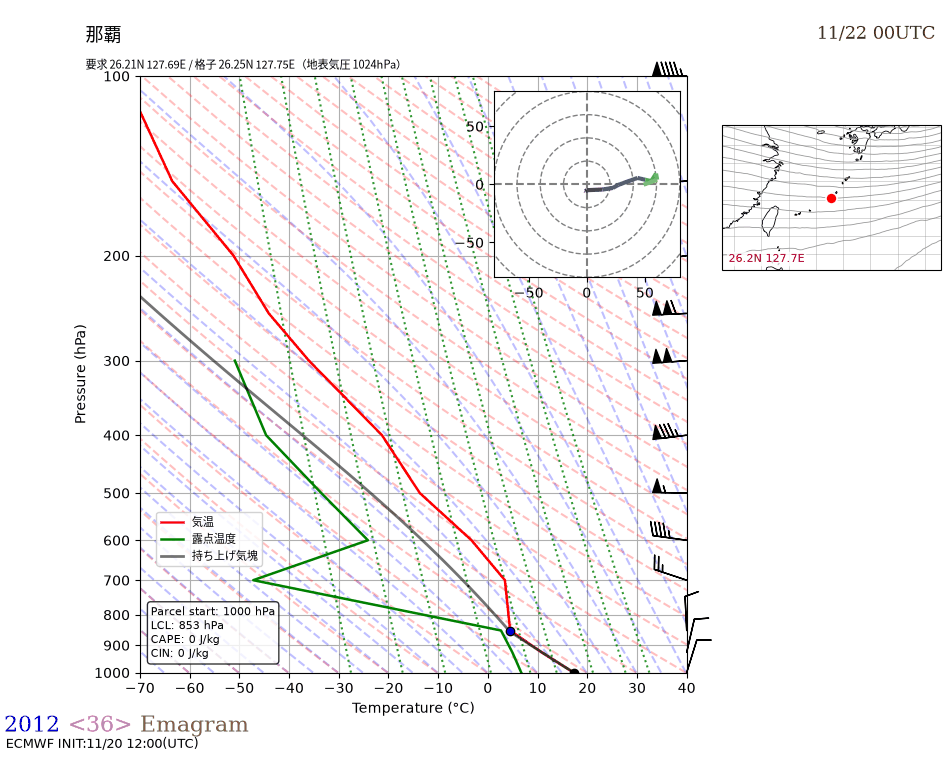 那覇
11/22 00UTC
要求 26.21N 127.69E / 格子 26.25N 127.75E（地表気圧 1024hPa）
100
200
300
400
500
600
700
800
900
1000
Pressure (hPa)
−70 −60 −50 −40 −30 −20 −10 0 10 20 30 40
Temperature (°C)
50
0
−50
−50 0 50
26.2N 127.7E
気温
露点温度
持ち上げ気塊
Parcel start: 1000 hPa
LCL: 853 hPa
CAPE: 0 J/kg
CIN: 0 J/kg
2012 <36> Emagram
ECMWF INIT:11/20 12:00(UTC)